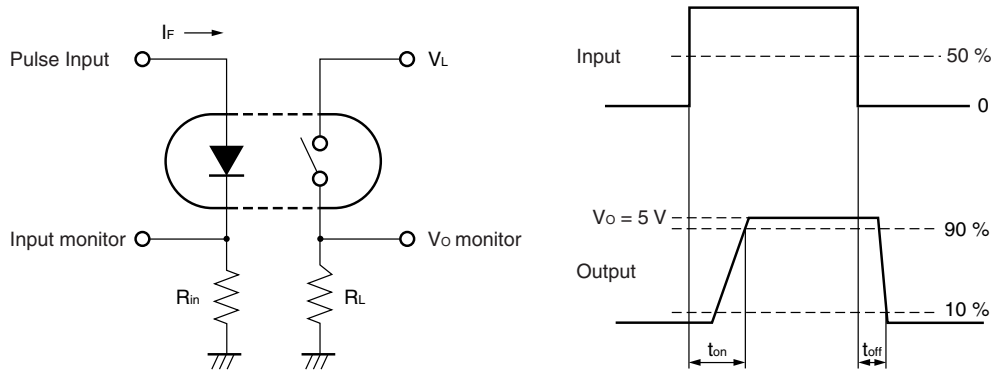 IF
Pulse Input
VL
Input monitor
VO monitor
Rin
RL
Input
50 %
0
VO = 5 V
90 %
Output
10 %
ton
toff